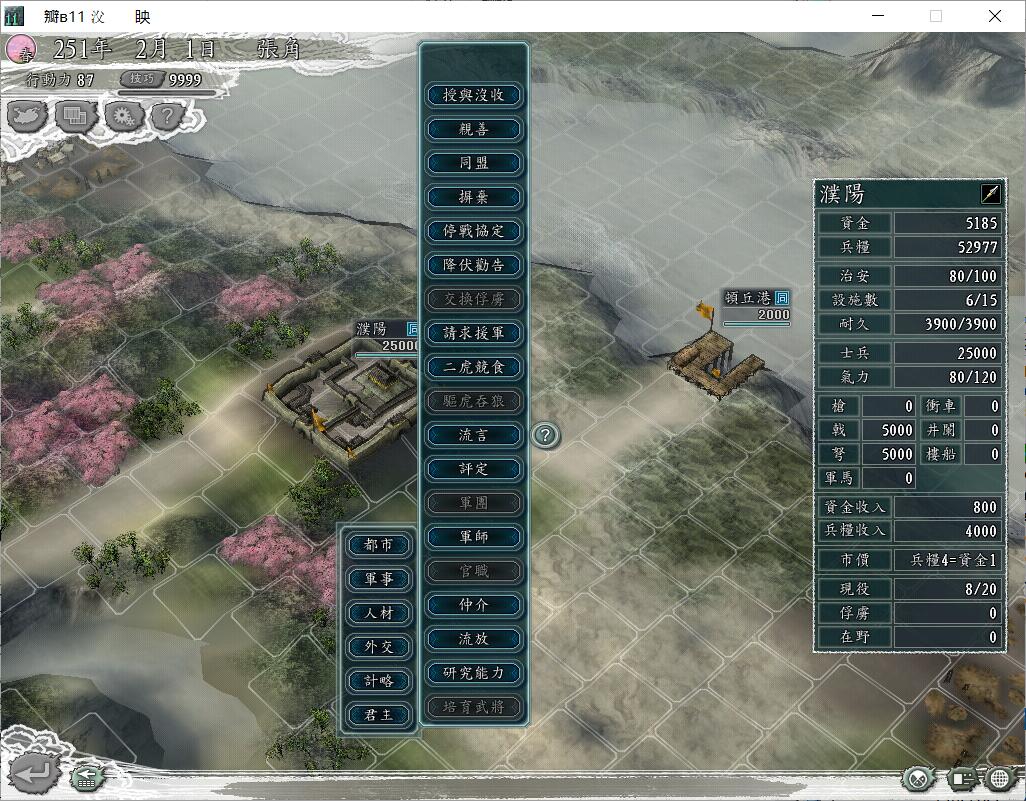 251年 2月 1日 張角
春
行動力 87 技巧 9999
?
授與沒收
親善
同盟
摒棄
停戰協定
降伏勸告
交換俘虜
請求援軍
二虎競食
驅虎吞狼
流言
評定
軍團
軍師
官職
仲介
流放
研究能力
培育武將
?
都市
軍事
人材
外交
計略
君主
濮陽 同
25000
頓丘港 同
2000
濮陽
資金 5185
兵糧 52977
治安 80/100
設施數 6/15
耐久 3900/3900
士兵 25000
氣力 80/120
槍 0 衝車 0
戟 5000 井闌 0
弩 5000 樓船 0
軍馬 0
資金收入 800
兵糧收入 4000
市價 兵糧4=資金1
現役 8/20
俘虜 0
在野 0